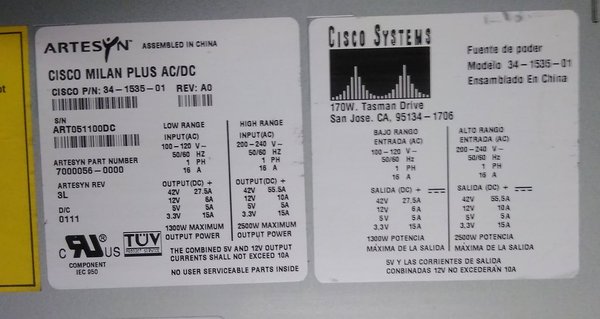 ARTESYN™ ASSEMBLED IN CHINA
CISCO MILAN PLUS AC/DC
CISCO P/N: 34-1535-01 REV: A0
S/N
ART051100DC
ARTESYN PART NUMBER
7000056-0000
ARTESYN REV
3L
D/C
0111
LOW RANGE
INPUT(AC)
100-120 V~
50/60 Hz
1 PH
16 A
OUTPUT(DC) +
42V 27.5A
12V 6A
5V 5A
3.3V 15A
1300W MAXIMUM
OUTPUT POWER
HIGH RANGE
INPUT(AC)
200-240 V~
50/60 Hz
1 PH
16 A
OUTPUT(DC) +
42V 55.5A
12V 10A
5V 5A
3.3V 15A
2500W MAXIMUM
OUTPUT POWER
C RU US
COMPONENT
IEC 950
TÜV
THE COMBINED 5V AND 12V OUTPUT
CURRENTS SHALL NOT EXCEED 10A
NO USER SERVICEABLE PARTS INSIDE
CISCO SYSTEMS
170W. Tasman Drive
San Jose. CA, 95134-1706
Fuente de poder
Modelo 34-1535-01
Ensamblado En China
BAJO RANGO
ENTRADA (AC)
100-120 V~
50/60 Hz
1 PH
16 A
SALIDA (DC) +
42V 27,5A
12V 6A
5V 5A
3.3V 15A
1300W POTENCIA
MÁXIMA DE LA SALIDA
ALTO RANGO
ENTRADA (AC)
200-240 V~
50/60 Hz
1 PH
16 A
SALIDA (DC) +
42V 55,5A
12V 10A
5V 5A
3.3V 15A
2500W POTENCIA
MAXIMA DE LA SALIDA
5V Y LAS CORRIENTES DE SALIDA
CONBINADAS 12V NO EXCEDERAN 10A